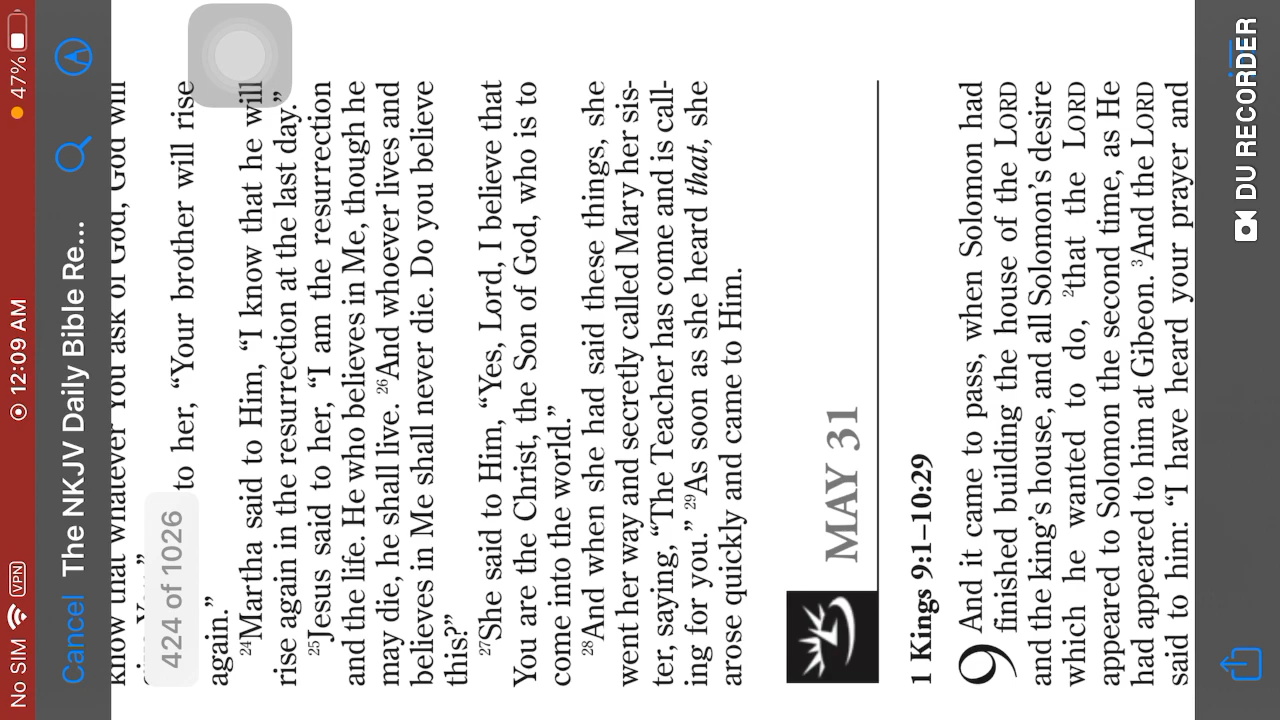 No SIM VPN 12:09 AM 47%
Cancel The NKJV Daily Bible Re...
know that whatever You ask of God, God will
424 of 1026
to her, “Your brother will rise
again.”
24Martha said to Him, “I know that he will
rise again in the resurrection at the last day.”
25Jesus said to her, “I am the resurrection
and the life. He who believes in Me, though he
may die, he shall live. 26And whoever lives and
believes in Me shall never die. Do you believe
this?”
27She said to Him, “Yes, Lord, I believe that
You are the Christ, the Son of God, who is to
come into the world.”
28And when she had said these things, she
went her way and secretly called Mary her sis-
ter, saying, “The Teacher has come and is call-
ing for you.” 29As soon as she heard that, she
arose quickly and came to Him.
MAY 31
1 Kings 9:1–10:29
9 And it came to pass, when Solomon had
finished building the house of the LORD
and the king’s house, and all Solomon’s desire
which he wanted to do, 2that the LORD
appeared to Solomon the second time, as He
had appeared to him at Gibeon. 3And the LORD
said to him: “I have heard your prayer and
DU RECORDER